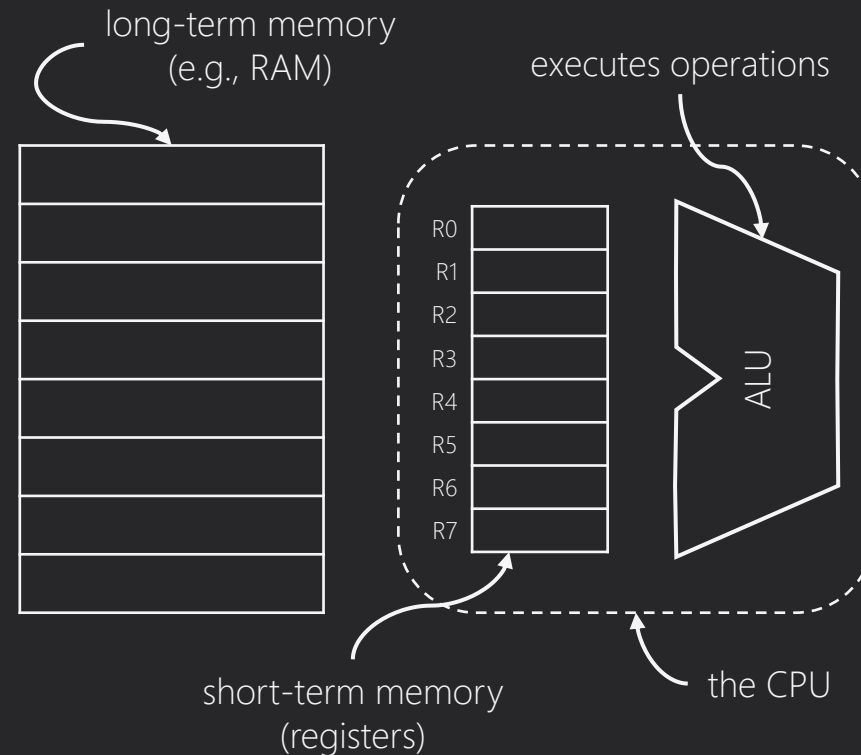 long-term memory
(e.g., RAM)
executes operations
R0
R1
R2
R3
R4
R5
R6
R7
ALU
short-term memory
(registers)
the CPU